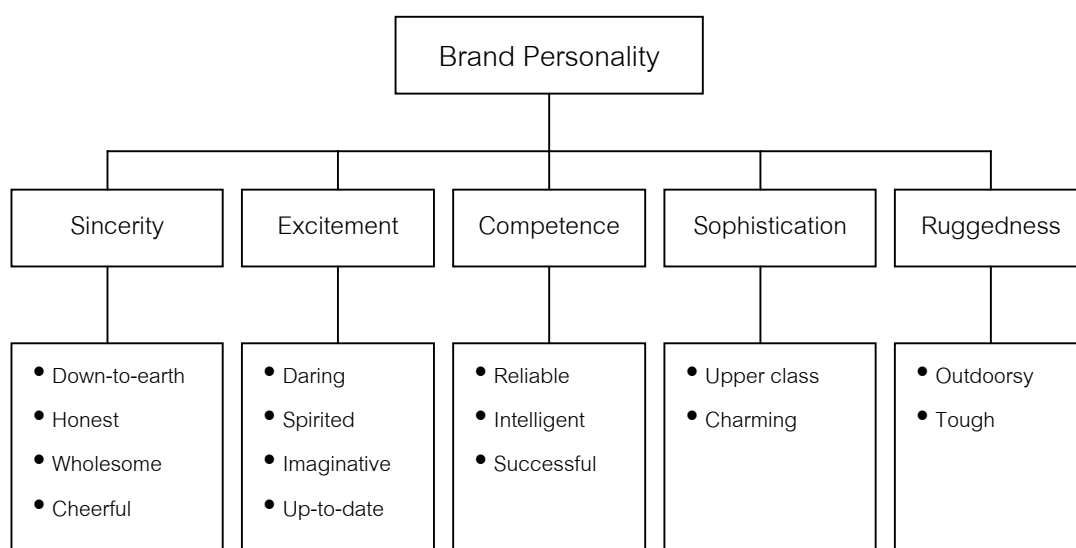 Brand Personality
Sincerity
Excitement
Competence
Sophistication
Ruggedness
• Down-to-earth
• Honest
• Wholesome
• Cheerful
• Daring
• Spirited
• Imaginative
• Up-to-date
• Reliable
• Intelligent
• Successful
• Upper class
• Charming
• Outdoorsy
• Tough